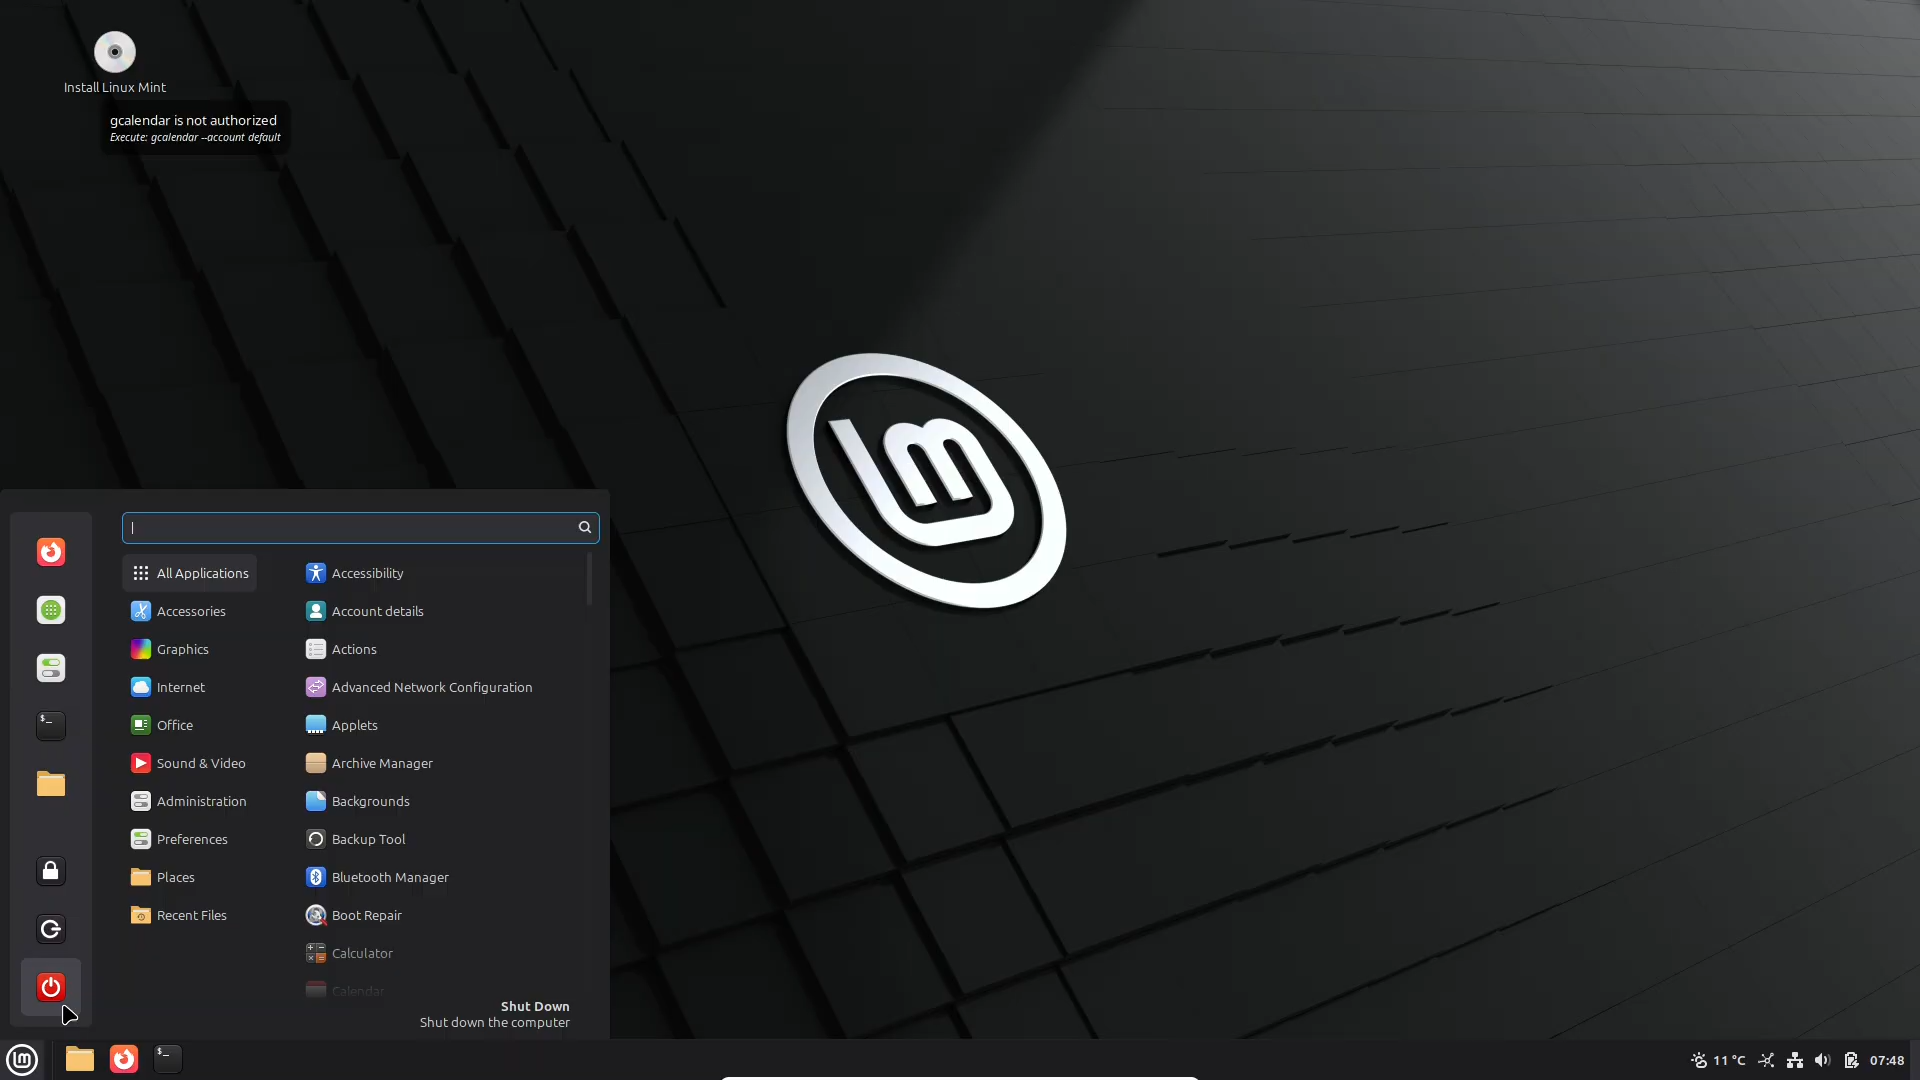 Install Linux Mint
gcalendar is not authorized
Execute: gcalendar --account default
All Applications
Accessories
Graphics
Internet
Office
Sound & Video
Administration
Preferences
Places
Recent Files
Accessibility
Account details
Actions
Advanced Network Configuration
Applets
Archive Manager
Backgrounds
Backup Tool
Bluetooth Manager
Boot Repair
Calculator
Calendar
Shut Down
Shut down the computer
11 °C
07:48